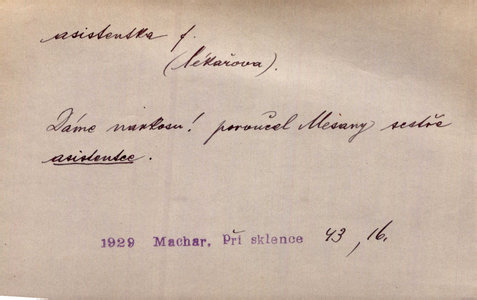 asistentka f.
(lékařova).
Dáme narkosu! poroučel Mešany sestře
asistentce.
1929 Machar, Při sklence 43, 16.